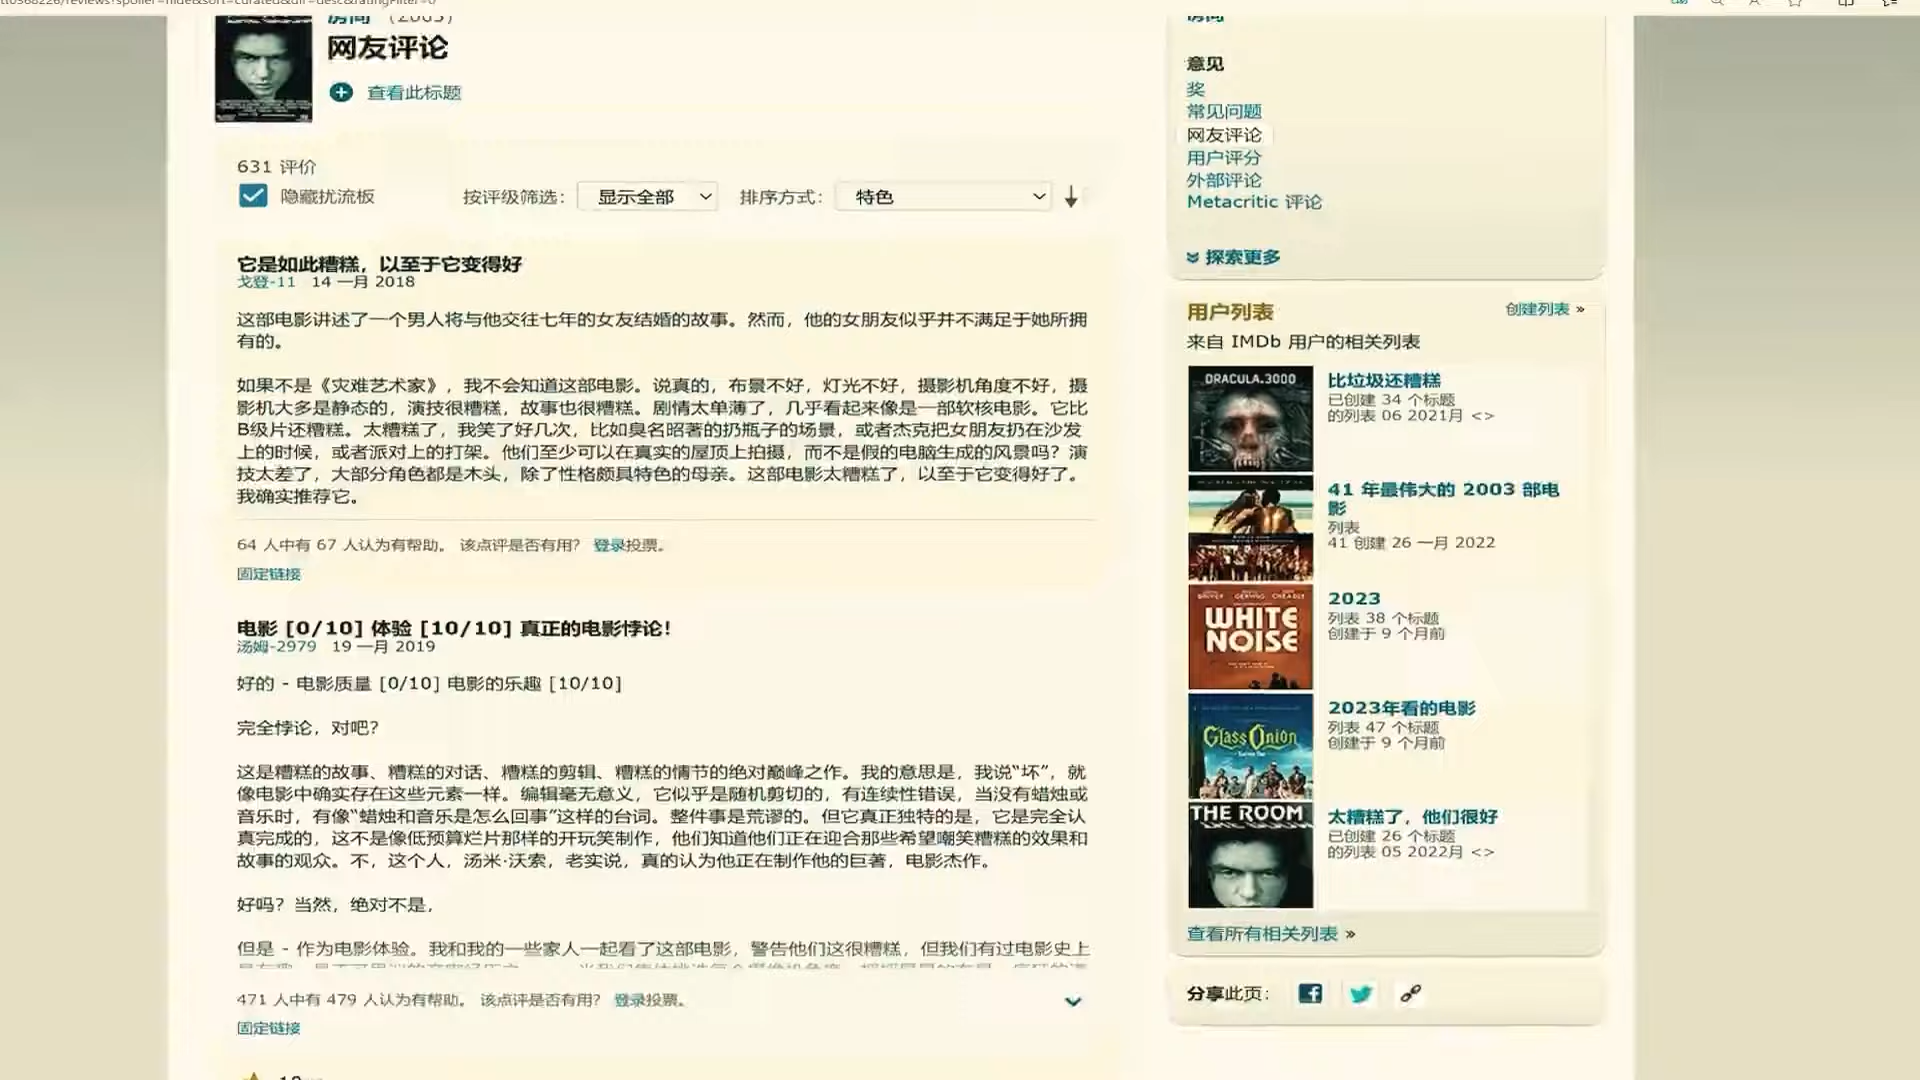 房间 (2003)
网友评论
查看此标题
631 评价
隐藏扰流板
按评级筛选：
显示全部
排序方式：
特色
它是如此糟糕，以至于它变得好
戈登-11 14 一月 2018
这部电影讲述了一个男人将与他交往七年的女友结婚的故事。然而，他的女朋友似乎并不满足于她所拥
有的。
如果不是《灾难艺术家》，我不会知道这部电影。说真的，布景不好，灯光不好，摄影机角度不好，摄
影机大多是静态的，演技很糟糕，故事也很糟糕。剧情太单薄了，几乎看起来像是一部软核电影。它比
B级片还糟糕。太糟糕了，我笑了好几次，比如臭名昭著的扔瓶子的场景，或者杰克把女朋友扔在沙发
上的时候，或者派对上的打架。他们至少可以在真实的屋顶上拍摄，而不是假的电脑生成的风景吗？演
技太差了，大部分角色都是木头，除了性格颇具特色的母亲。这部电影太糟糕了，以至于它变得好了。
我确实推荐它。
64 人中有 67 人认为有帮助。 该点评是否有用？ 登录投票。
固定链接
电影 [0/10] 体验 [10/10] 真正的电影悖论！
汤姆-2979 19 一月 2019
好的 - 电影质量 [0/10] 电影的乐趣 [10/10]
完全悖论，对吧？
这是糟糕的故事、糟糕的对话、糟糕的剪辑、糟糕的情节的绝对巅峰之作。我的意思是，我说“坏”，就
像电影中确实存在这些元素一样。编辑毫无意义，它似乎是随机剪切的，有连续性错误，当没有蜡烛或
音乐时，有像“蜡烛和音乐是怎么回事”这样的台词。整件事是荒谬的。但它真正独特的是，它是完全认
真完成的，这不是像低预算烂片那样的开玩笑制作，他们知道他们正在迎合那些希望嘲笑糟糕的效果和
故事的观众。不，这个人，汤米·沃索，老实说，真的认为他正在制作他的巨著，电影杰作。
好吗？当然，绝对不是，
但是 - 作为电影体验。我和我的一些家人一起看了这部电影，警告他们这很糟糕，但我们有过电影史上
471 人中有 479 人认为有帮助。 该点评是否有用？ 登录投票。
固定链接
房间
意见
奖
常见问题
网友评论
用户评分
外部评论
Metacritic 评论
探索更多
用户列表
创建列表 »
来自 IMDb 用户的相关列表
DRACULA.3000
比垃圾还糟糕
已创建 34 个标题
的列表 06 2021月 <>
41 年最伟大的 2003 部电
影
列表
41 创建 26 一月 2022
WHITE
NOISE
2023
列表 38 个标题
创建于 9 个月前
Glass Onion
2023年看的电影
列表 47 个标题
创建于 9 个月前
THE ROOM
太糟糕了，他们很好
已创建 26 个标题
的列表 05 2022月 <>
查看所有相关列表 »
分享此页：